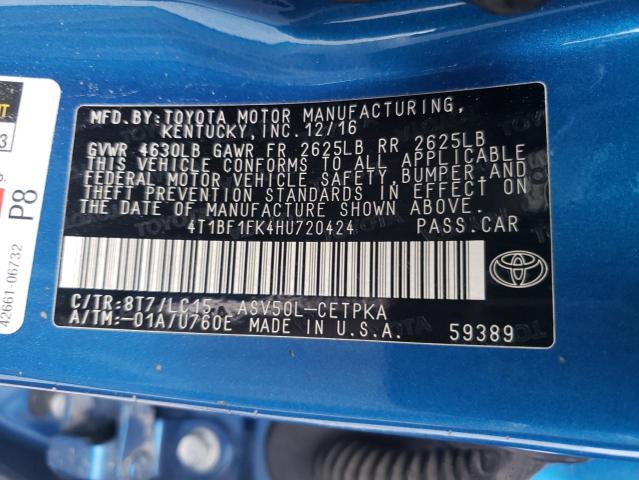 MFD.BY:TOYOTA MOTOR MANUFACTURING,
KENTUCKY, INC.12/16
GVWR 4630LB GAWR FR 2625LB RR 2625LB
THIS VEHICLE CONFORMS TO ALL APPLICABLE
FEDERAL MOTOR VEHICLE SAFETY, BUMPER, AND
THEFT PREVENTION STANDARDS IN EFFECT ON
THE DATE OF MANUFACTURE SHOWN ABOVE.
4T1BF1FK4HU720424 PASS.CAR
C/TR:8T7/LC15. ASV50L-CETPKA
A/TM:-01A/U760E MADE IN U.S.A. 59389
P8
42661-06732
3